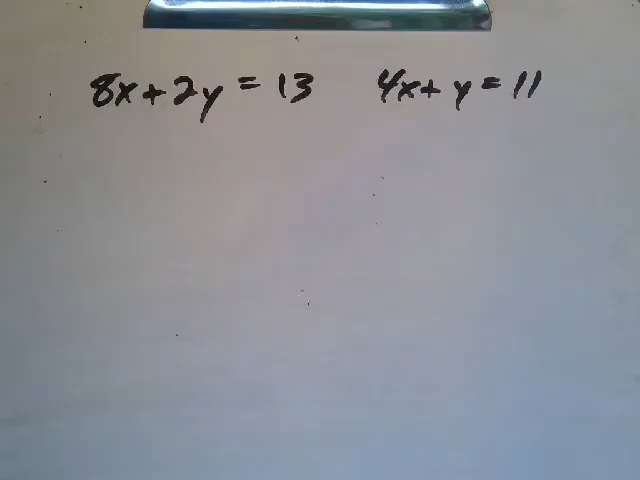 8x + 2y = 13 4x + y = 11